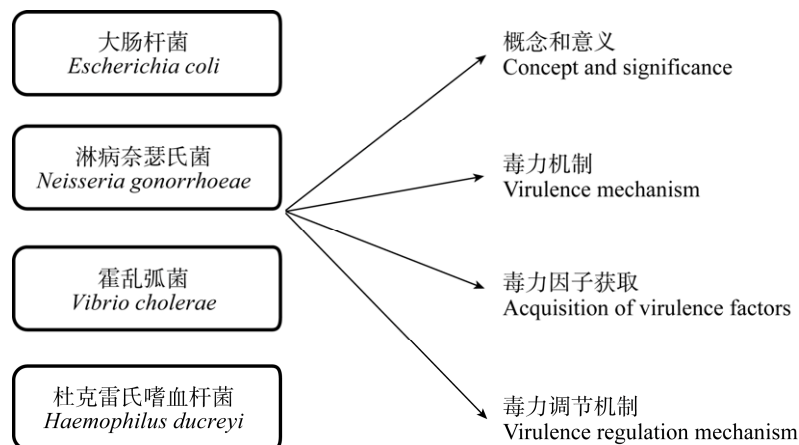 大肠杆菌
Escherichia coli
淋病奈瑟氏菌
Neisseria gonorrhoeae
霍乱弧菌
Vibrio cholerae
杜克雷氏嗜血杆菌
Haemophilus ducreyi
概念和意义
Concept and significance
毒力机制
Virulence mechanism
毒力因子获取
Acquisition of virulence factors
毒力调节机制
Virulence regulation mechanism